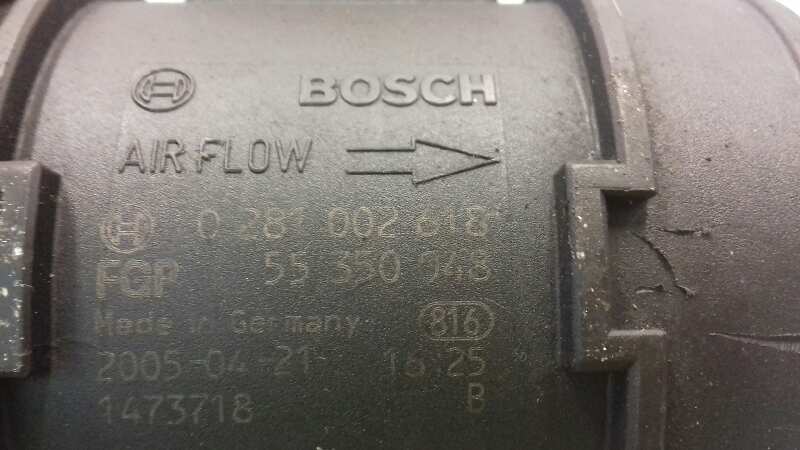 BOSCH
AIR FLOW
0 281 002 618
FGP 55 350 048
Made in Germany 816
2005-04-21 16:25
1473718 B